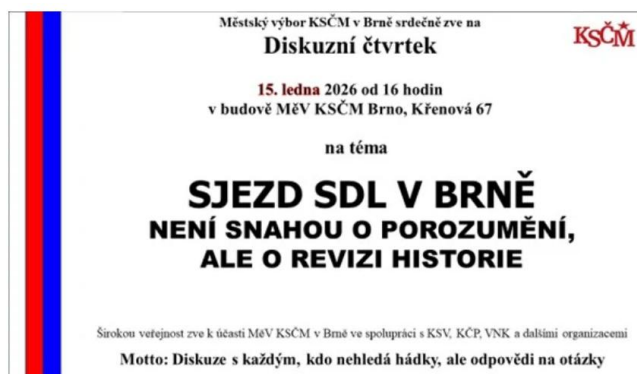 Městský výbor KSČM v Brně srdečně zve na
Diskuzní čtvrtek
KSČM
15. ledna 2026 od 16 hodin
v budově MěV KSČM Brno, Křenová 67
na téma
SJEZD SDL V BRNĚ
NENÍ SNAHOU O POROZUMĚNÍ,
ALE O REVIZI HISTORIE
Širokou veřejnost zve k účasti MěV KSČM v Brně ve spolupráci s KSV, KČP, VNK a dalšími organizacemi
Motto: Diskuze s každým, kdo nehledá hádky, ale odpovědi na otázky